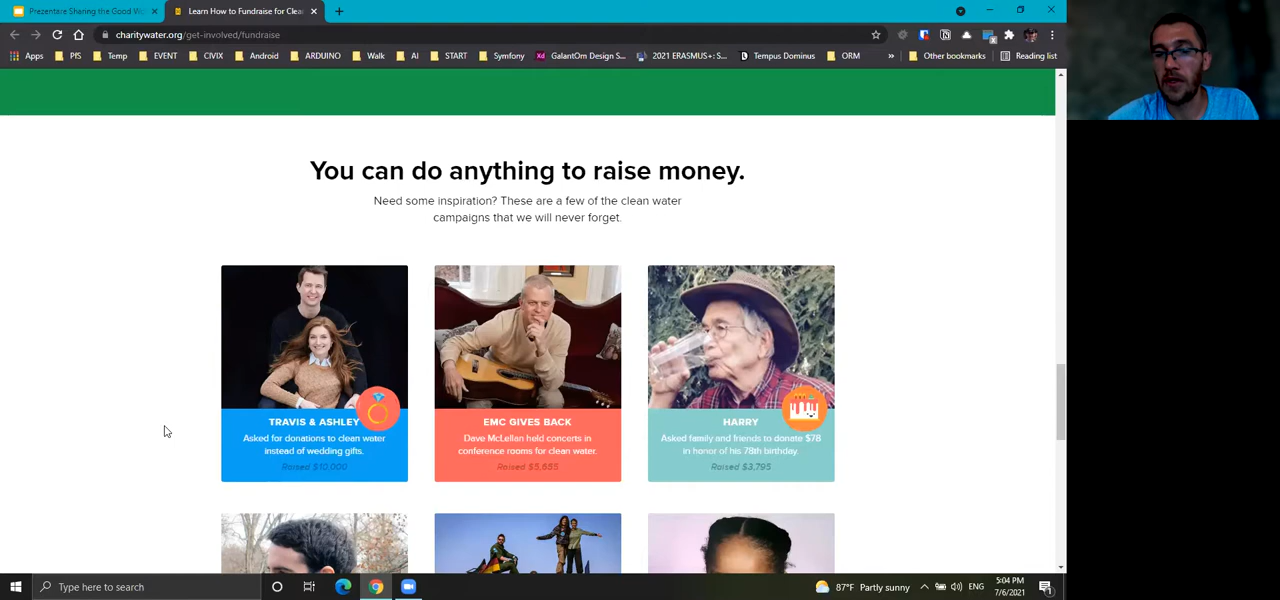 Prezentare Sharing the Good Wo
Learn How to Fundraise for Clea
charitywater.org/get-involved/fundraise
Apps PIS Temp EVENT CIVIX Android ARDUINO Walk AI START Symfony GalantOm Design S... 2021 ERASMUS+: S... Tempus Dominus ORM » Other bookmarks Reading list
You can do anything to raise money.
Need some inspiration? These are a few of the clean water
campaigns that we will never forget.
TRAVIS & ASHLEY
Asked for donations to clean water
instead of wedding gifts.
Raised $10,000
EMC GIVES BACK
Dave McLellan held concerts in
conference rooms for clean water.
Raised $5,655
HARRY
Asked family and friends to donate $78
in honor of his 78th birthday.
Raised $3,795
Type here to search
87°F Partly sunny
ENG
5:04 PM
7/6/2021